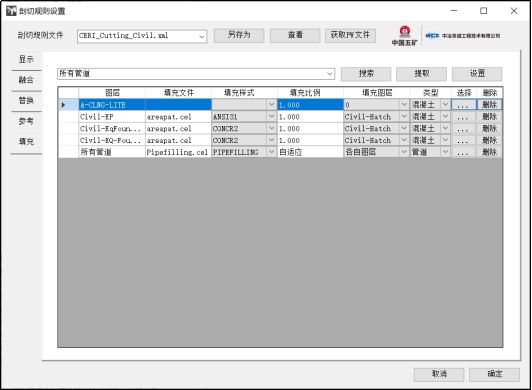 剖切规则设置
剖切规则文件 CERI_Cutting_Civil.xml 另存为 查看 获取PW文件 中国五矿 MCC 中冶京诚工程技术有限公司
显示
融合
替换
参考
填充
所有管道 搜索 提取 设置
图层 填充文件 填充样式 填充比例 填充图层 类型 选择 删除
A-CLNG-LITE 1.000 0 混凝土 ... 删除
Civil-EP areapat.cel ANSI31 1.000 Civil-Hatch 混凝土 ... 删除
Civil-EqFoun... areapat.cel CONCR2 1.000 Civil-Hatch 混凝土 ... 删除
Civil-EQ-Fou... areapat.cel CONCR2 1.000 Civil-Hatch 混凝土 ... 删除
所有管道 Pipefilling.cel PIPEFILLING 自适应 各自图层 管道 ... 删除
取消 确定